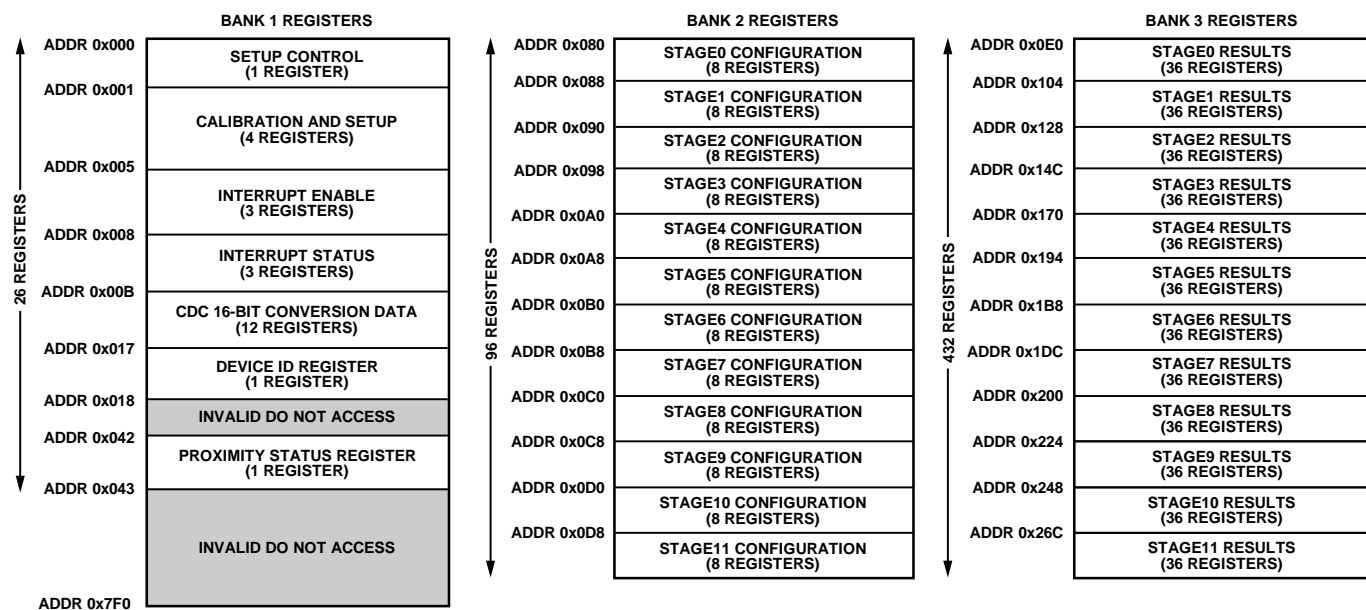 BANK 1 REGISTERS
ADDR 0x000
SETUP CONTROL
(1 REGISTER)
ADDR 0x001
CALIBRATION AND SETUP
(4 REGISTERS)
ADDR 0x005
INTERRUPT ENABLE
(3 REGISTERS)
ADDR 0x008
INTERRUPT STATUS
(3 REGISTERS)
ADDR 0x00B
CDC 16-BIT CONVERSION DATA
(12 REGISTERS)
ADDR 0x017
DEVICE ID REGISTER
(1 REGISTER)
ADDR 0x018
INVALID DO NOT ACCESS
ADDR 0x042
PROXIMITY STATUS REGISTER
(1 REGISTER)
ADDR 0x043
INVALID DO NOT ACCESS
ADDR 0x7F0
26 REGISTERS
BANK 2 REGISTERS
ADDR 0x080
STAGE0 CONFIGURATION
(8 REGISTERS)
ADDR 0x088
STAGE1 CONFIGURATION
(8 REGISTERS)
ADDR 0x090
STAGE2 CONFIGURATION
(8 REGISTERS)
ADDR 0x098
STAGE3 CONFIGURATION
(8 REGISTERS)
ADDR 0x0A0
STAGE4 CONFIGURATION
(8 REGISTERS)
ADDR 0x0A8
STAGE5 CONFIGURATION
(8 REGISTERS)
ADDR 0x0B0
STAGE6 CONFIGURATION
(8 REGISTERS)
ADDR 0x0B8
STAGE7 CONFIGURATION
(8 REGISTERS)
ADDR 0x0C0
STAGE8 CONFIGURATION
(8 REGISTERS)
ADDR 0x0C8
STAGE9 CONFIGURATION
(8 REGISTERS)
ADDR 0x0D0
STAGE10 CONFIGURATION
(8 REGISTERS)
ADDR 0x0D8
STAGE11 CONFIGURATION
(8 REGISTERS)
96 REGISTERS
BANK 3 REGISTERS
ADDR 0x0E0
STAGE0 RESULTS
(36 REGISTERS)
ADDR 0x104
STAGE1 RESULTS
(36 REGISTERS)
ADDR 0x128
STAGE2 RESULTS
(36 REGISTERS)
ADDR 0x14C
STAGE3 RESULTS
(36 REGISTERS)
ADDR 0x170
STAGE4 RESULTS
(36 REGISTERS)
ADDR 0x194
STAGE5 RESULTS
(36 REGISTERS)
ADDR 0x1B8
STAGE6 RESULTS
(36 REGISTERS)
ADDR 0x1DC
STAGE7 RESULTS
(36 REGISTERS)
ADDR 0x200
STAGE8 RESULTS
(36 REGISTERS)
ADDR 0x224
STAGE9 RESULTS
(36 REGISTERS)
ADDR 0x248
STAGE10 RESULTS
(36 REGISTERS)
ADDR 0x26C
STAGE11 RESULTS
(36 REGISTERS)
432 REGISTERS